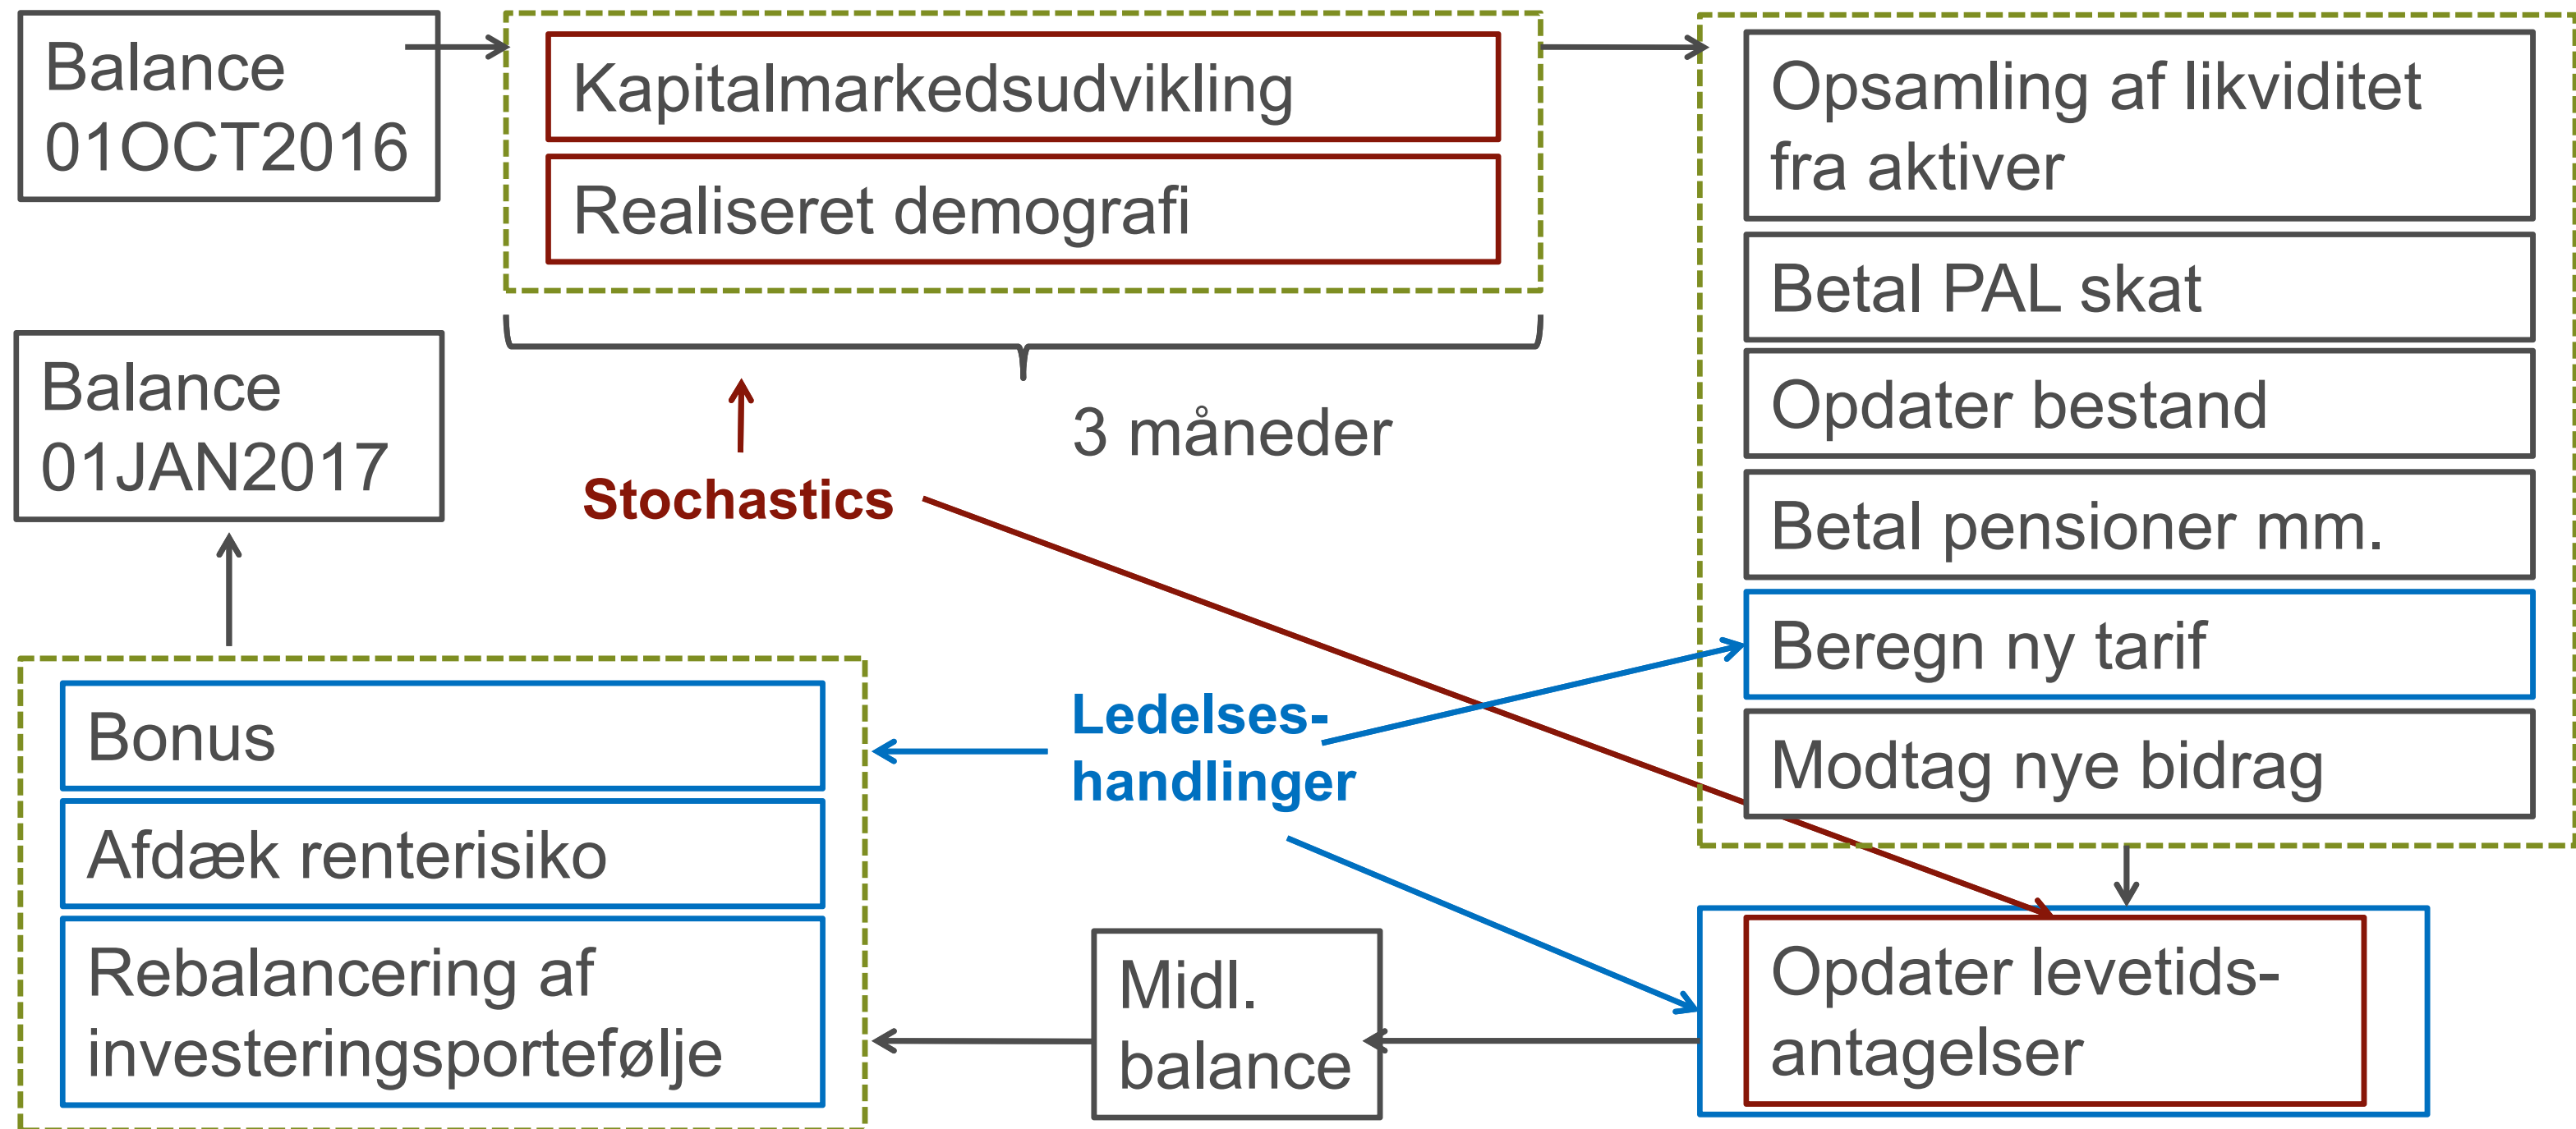 Balance
01OCT2016
Kapitalmarkedsudvikling
Realiseret demografi
3 måneder
Stochastics
Opsamling af likviditet
fra aktiver
Betal PAL skat
Opdater bestand
Betal pensioner mm.
Beregn ny tarif
Modtag nye bidrag
Ledelses-
handlinger
Opdater levetids-
antagelser
Midl.
balance
Bonus
Afdæk renterisiko
Rebalancering af
investeringsportefølje
Balance
01JAN2017